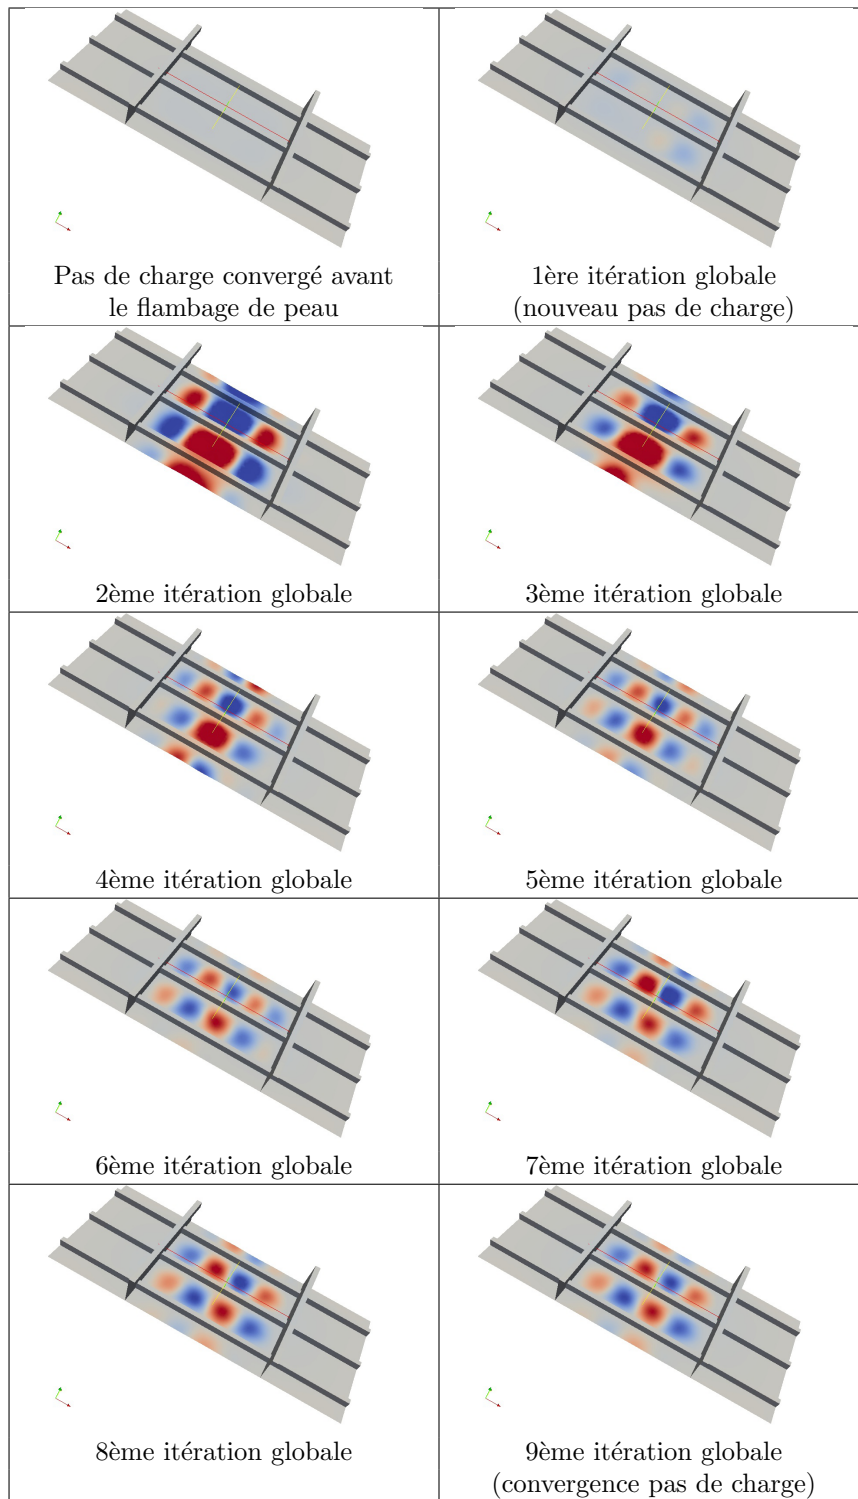 Pas de charge convergé avant
le flambage de peau
1ère itération globale
(nouveau pas de charge)
2ème itération globale
3ème itération globale
4ème itération globale
5ème itération globale
6ème itération globale
7ème itération globale
8ème itération globale
9ème itération globale
(convergence pas de charge)